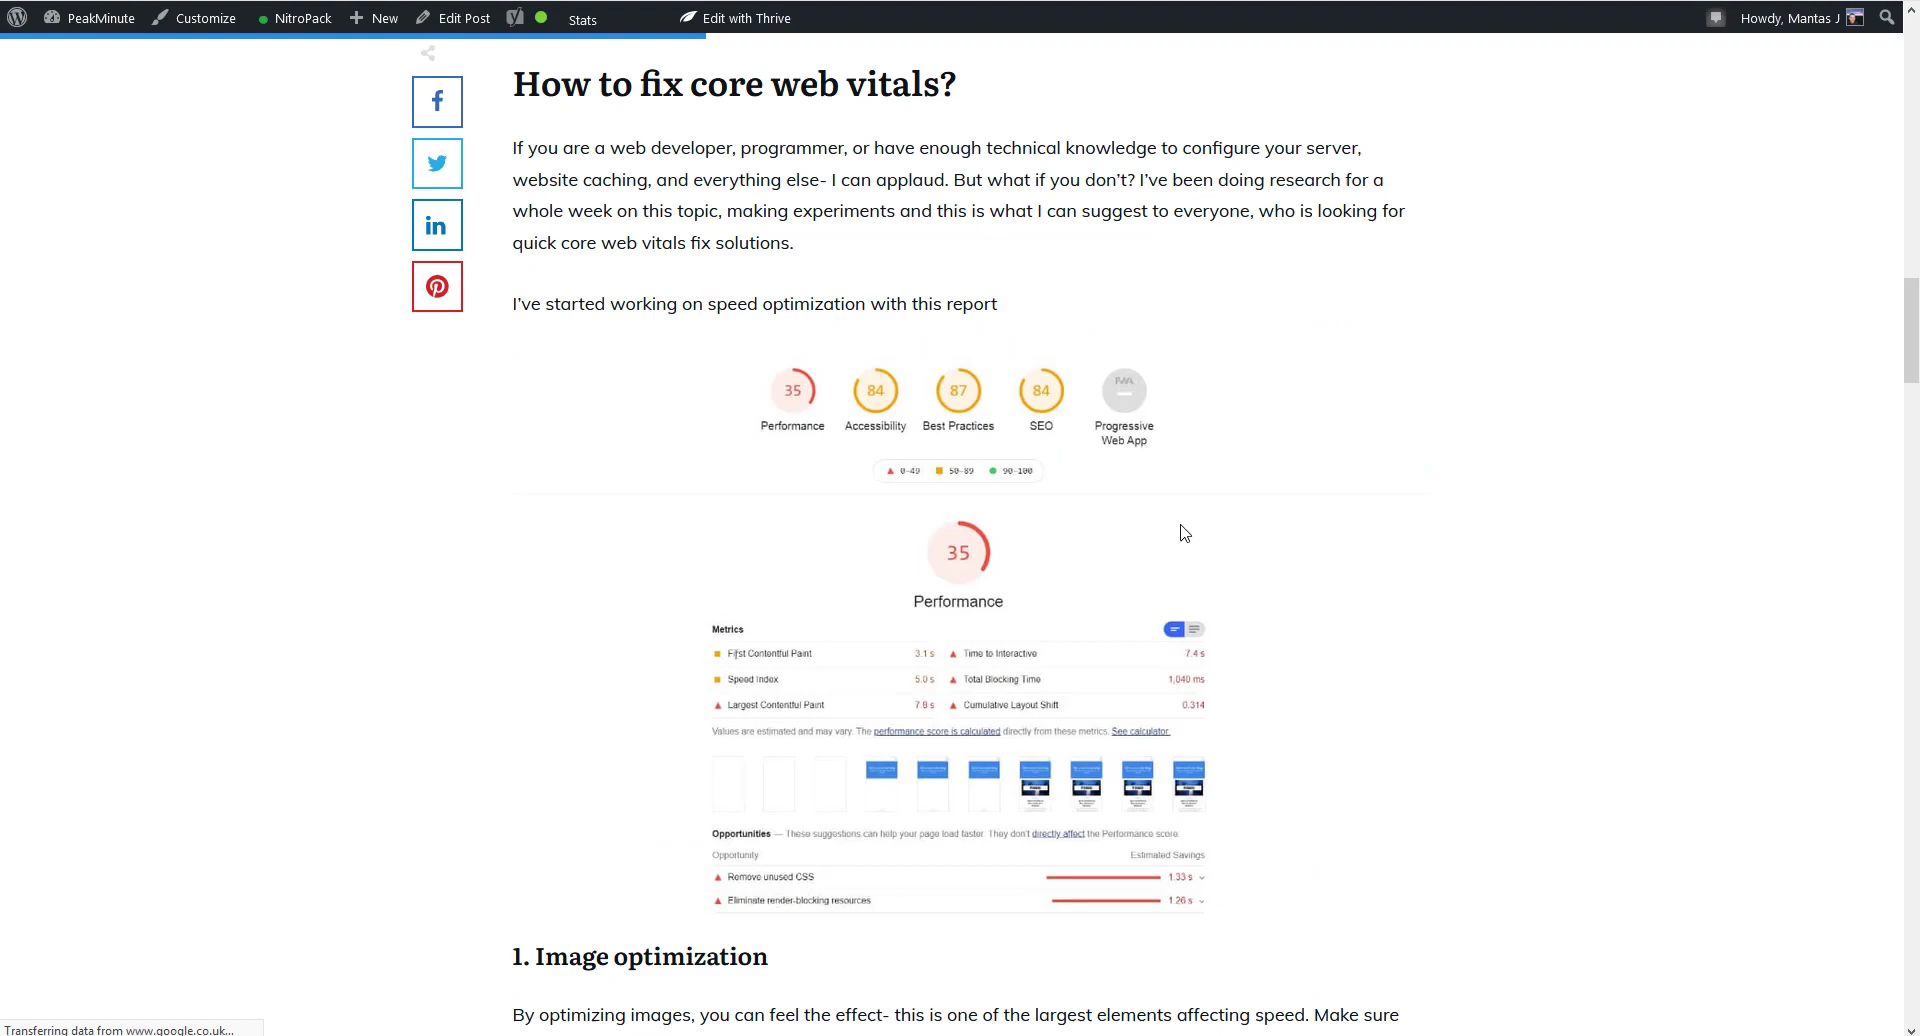 PeakMinute Customize NitroPack New Edit Post Stats Edit with Thrive Howdy, Mantas J
How to fix core web vitals?
If you are a web developer, programmer, or have enough technical knowledge to configure your server,
website caching, and everything else- I can applaud. But what if you don’t? I’ve been doing research for a
whole week on this topic, making experiments and this is what I can suggest to everyone, who is looking for
quick core web vitals fix solutions.
I’ve started working on speed optimization with this report
35 84 87 84 PWA
Performance Accessibility Best Practices SEO Progressive
Web App
0-49 50-89 90-100
35
Performance
Metrics
First Contentful Paint 3.1 s Time to Interactive 7.4 s
Speed Index 5.0 s Total Blocking Time 1,040 ms
Largest Contentful Paint 7.8 s Cumulative Layout Shift 0.314
Values are estimated and may vary. The performance score is calculated directly from these metrics. See calculator.
Opportunities — These suggestions can help your page load faster. They don't directly affect the Performance score.
Opportunity Estimated Savings
Remove unused CSS 1.33 s
Eliminate render-blocking resources 1.26 s
1. Image optimization
By optimizing images, you can feel the effect- this is one of the largest elements affecting speed. Make sure
Transferring data from www.google.co.uk...